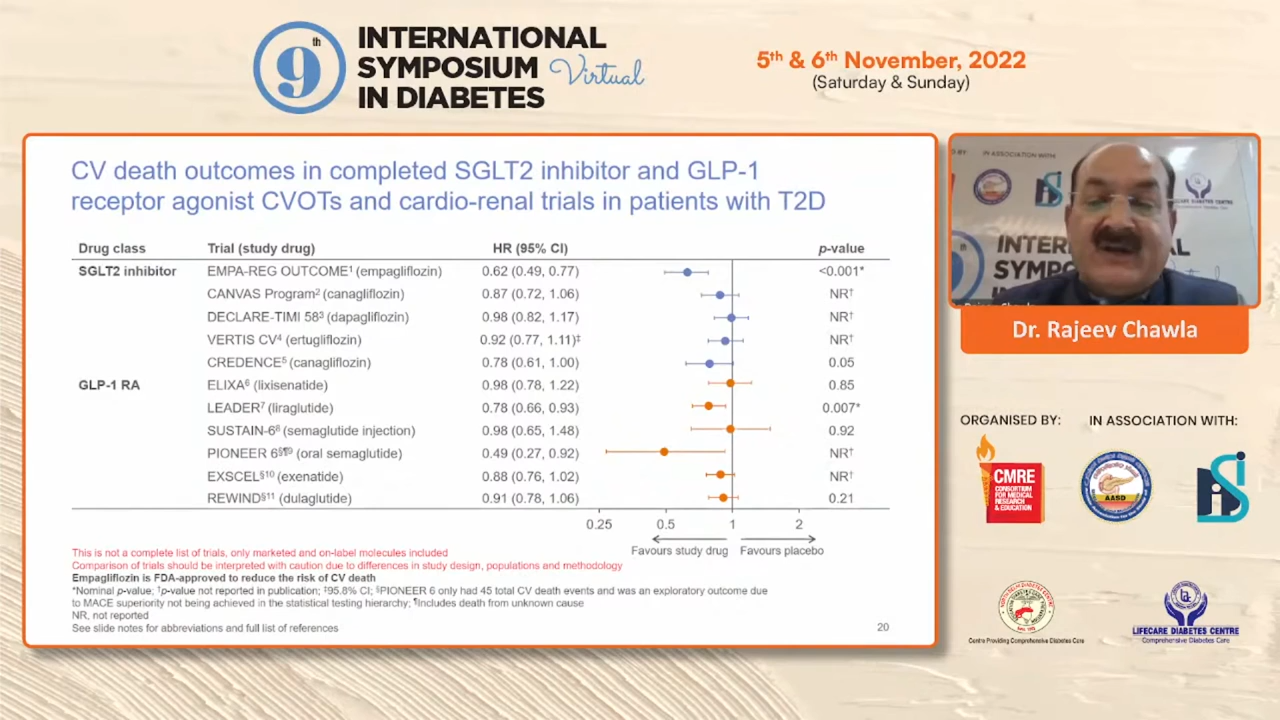 9th
INTERNATIONAL
SYMPOSIUM Virtual
IN DIABETES
5th & 6th November, 2022
(Saturday & Sunday)
CV death outcomes in completed SGLT2 inhibitor and GLP-1
receptor agonist CVOTs and cardio-renal trials in patients with T2D
Drug class Trial (study drug) HR (95% CI) p-value
SGLT2 inhibitor EMPA-REG OUTCOME¹ (empagliflozin) 0.62 (0.49, 0.77) <0.001*
CANVAS Program² (canagliflozin) 0.87 (0.72, 1.06) NR†
DECLARE-TIMI 58³ (dapagliflozin) 0.98 (0.82, 1.17) NR†
VERTIS CV⁴ (ertugliflozin) 0.92 (0.77, 1.11)‡ NR†
CREDENCE⁵ (canagliflozin) 0.78 (0.61, 1.00) 0.05
GLP-1 RA ELIXA⁶ (lixisenatide) 0.98 (0.78, 1.22) 0.85
LEADER⁷ (liraglutide) 0.78 (0.66, 0.93) 0.007*
SUSTAIN-6⁸ (semaglutide injection) 0.98 (0.65, 1.48) 0.92
PIONEER 6§¶⁹ (oral semaglutide) 0.49 (0.27, 0.92) NR†
EXSCEL§¹⁰ (exenatide) 0.88 (0.76, 1.02) NR†
REWIND§¹¹ (dulaglutide) 0.91 (0.78, 1.06) 0.21
0.25 0.5 1 2
Favours study drug Favours placebo
This is not a complete list of trials, only marketed and on-label molecules included
Comparison of trials should be interpreted with caution due to differences in study design, populations and methodology
Empagliflozin is FDA-approved to reduce the risk of CV death
*Nominal p-value; †p-value not reported in publication; ‡95.8% CI; §PIONEER 6 only had 45 total CV death events and was an exploratory outcome due
to MACE superiority not being achieved in the statistical testing hierarchy; ¶Includes death from unknown cause
NR, not reported
See slide notes for abbreviations and full list of references
20
IN ASSOCIATION WITH
INTER
SYMP
Dr. Rajeev Chawla
ORGANISED BY: IN ASSOCIATION WITH:
CMRE
CONSORTIUM
FOR MEDICAL
RESEARCH
& EDUCATION
AASD
Centre Providing Comprehensive Diabetes Care
LIFECARE DIABETES CENTRE
Comprehensive Diabetes Care